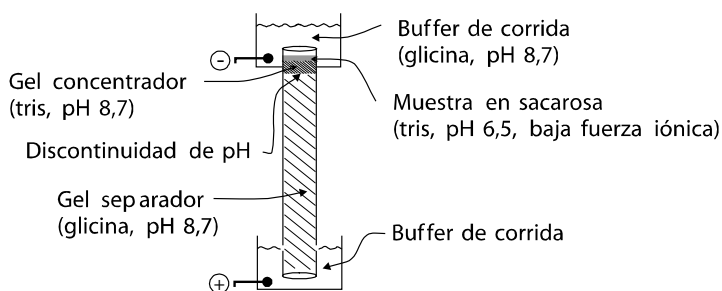 Buffer de corrida
(glicina, pH 8,7)
−
Gel concentrador
(tris, pH 8,7)
Muestra en sacarosa
(tris, pH 6,5, baja fuerza iónica)
Discontinuidad de pH
Gel separador
(glicina, pH 8,7)
Buffer de corrida
+